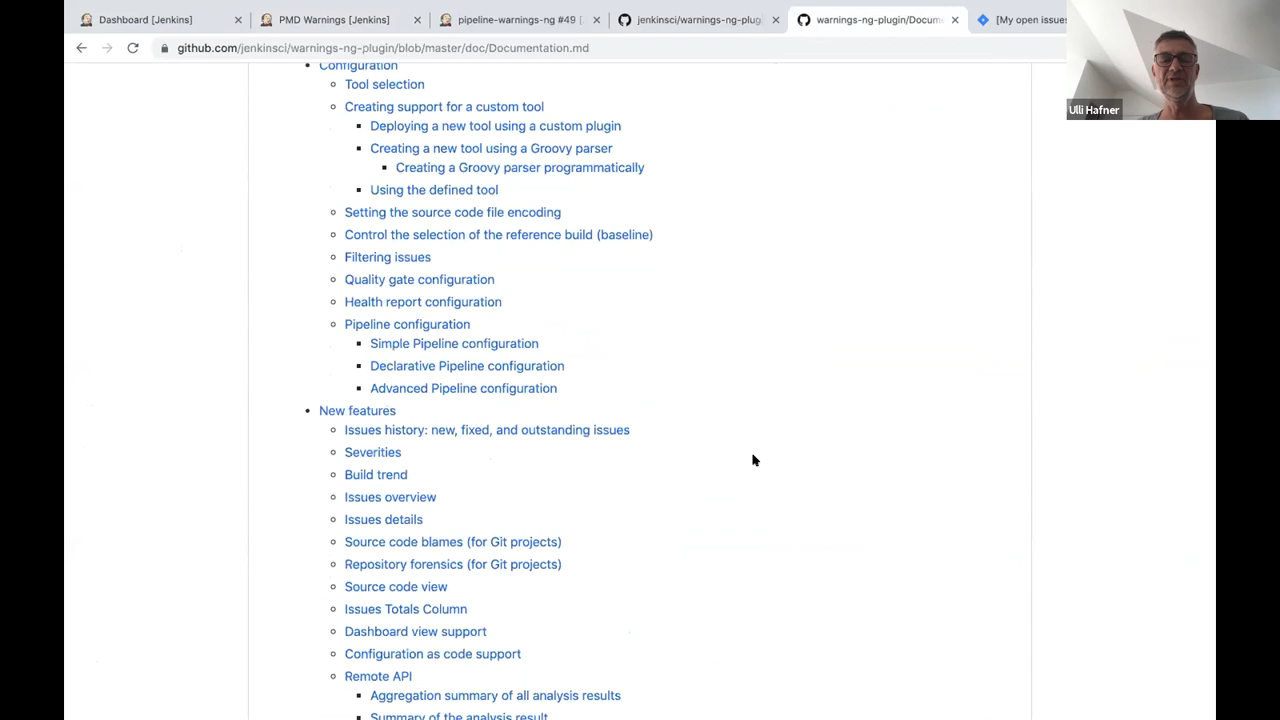 Dashboard [Jenkins]
PMD Warnings [Jenkins]
pipeline-warnings-ng #49 [
jenkinsci/warnings-ng-plug
warnings-ng-plugin/Docume
[My open issues
github.com/jenkinsci/warnings-ng-plugin/blob/master/doc/Documentation.md
Ulli Hafner
Configuration
Tool selection
Creating support for a custom tool
Deploying a new tool using a custom plugin
Creating a new tool using a Groovy parser
Creating a Groovy parser programmatically
Using the defined tool
Setting the source code file encoding
Control the selection of the reference build (baseline)
Filtering issues
Quality gate configuration
Health report configuration
Pipeline configuration
Simple Pipeline configuration
Declarative Pipeline configuration
Advanced Pipeline configuration
New features
Issues history: new, fixed, and outstanding issues
Severities
Build trend
Issues overview
Issues details
Source code blames (for Git projects)
Repository forensics (for Git projects)
Source code view
Issues Totals Column
Dashboard view support
Configuration as code support
Remote API
Aggregation summary of all analysis results
Summary of the analysis result